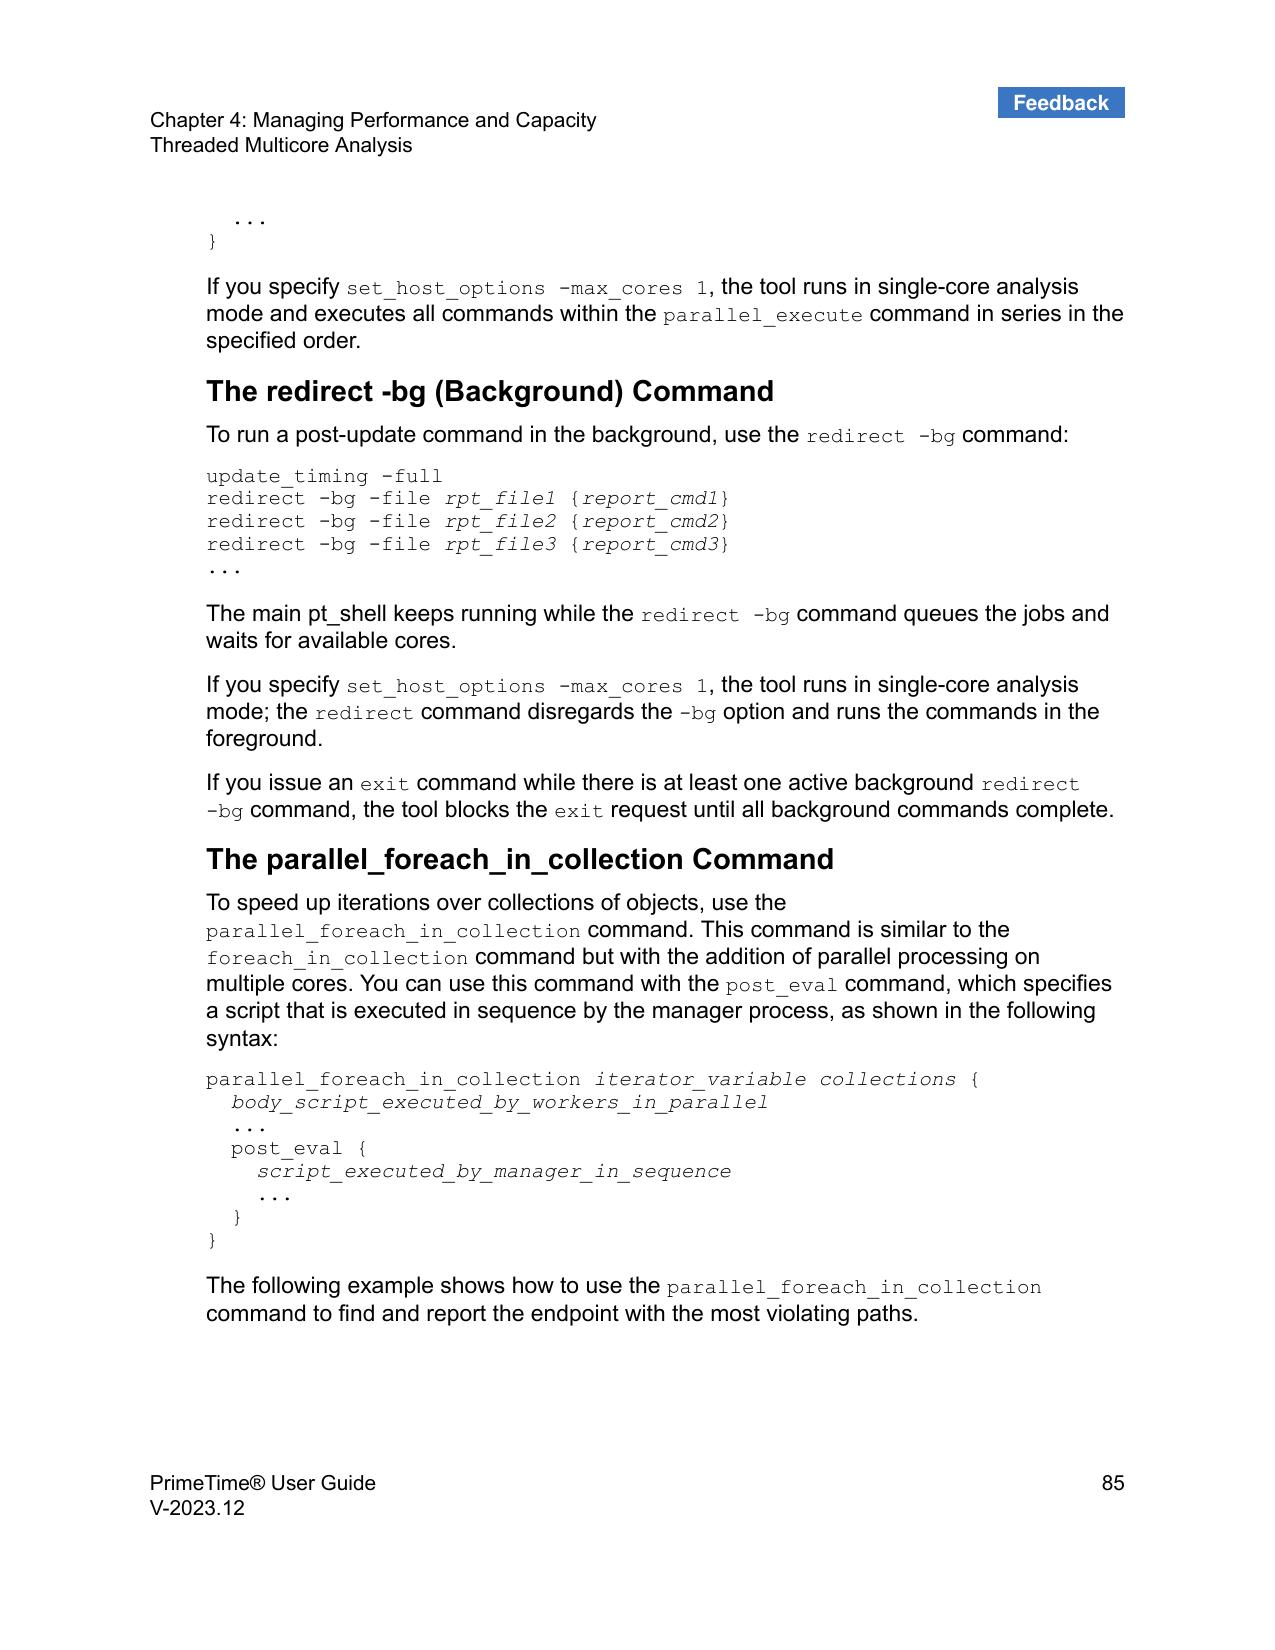 Feedback
Chapter 4: Managing Performance and Capacity
Threaded Multicore Analysis
...
}
If you specify set_host_options -max_cores 1, the tool runs in single-core analysis
mode and executes all commands within the parallel_execute command in series in the
specified order.
The redirect -bg (Background) Command
To run a post-update command in the background, use the redirect -bg command:
update_timing -full
redirect -bg -file rpt_file1 {report_cmd1}
redirect -bg -file rpt_file2 {report_cmd2}
redirect -bg -file rpt_file3 {report_cmd3}
...
The main pt_shell keeps running while the redirect -bg command queues the jobs and
waits for available cores.
If you specify set_host_options -max_cores 1, the tool runs in single-core analysis
mode; the redirect command disregards the -bg option and runs the commands in the
foreground.
If you issue an exit command while there is at least one active background redirect
-bg command, the tool blocks the exit request until all background commands complete.
The parallel_foreach_in_collection Command
To speed up iterations over collections of objects, use the
parallel_foreach_in_collection command. This command is similar to the
foreach_in_collection command but with the addition of parallel processing on
multiple cores. You can use this command with the post_eval command, which specifies
a script that is executed in sequence by the manager process, as shown in the following
syntax:
parallel_foreach_in_collection iterator_variable collections {
body_script_executed_by_workers_in_parallel
...
post_eval {
script_executed_by_manager_in_sequence
...
}
}
The following example shows how to use the parallel_foreach_in_collection
command to find and report the endpoint with the most violating paths.
PrimeTime® User Guide 85
V-2023.12